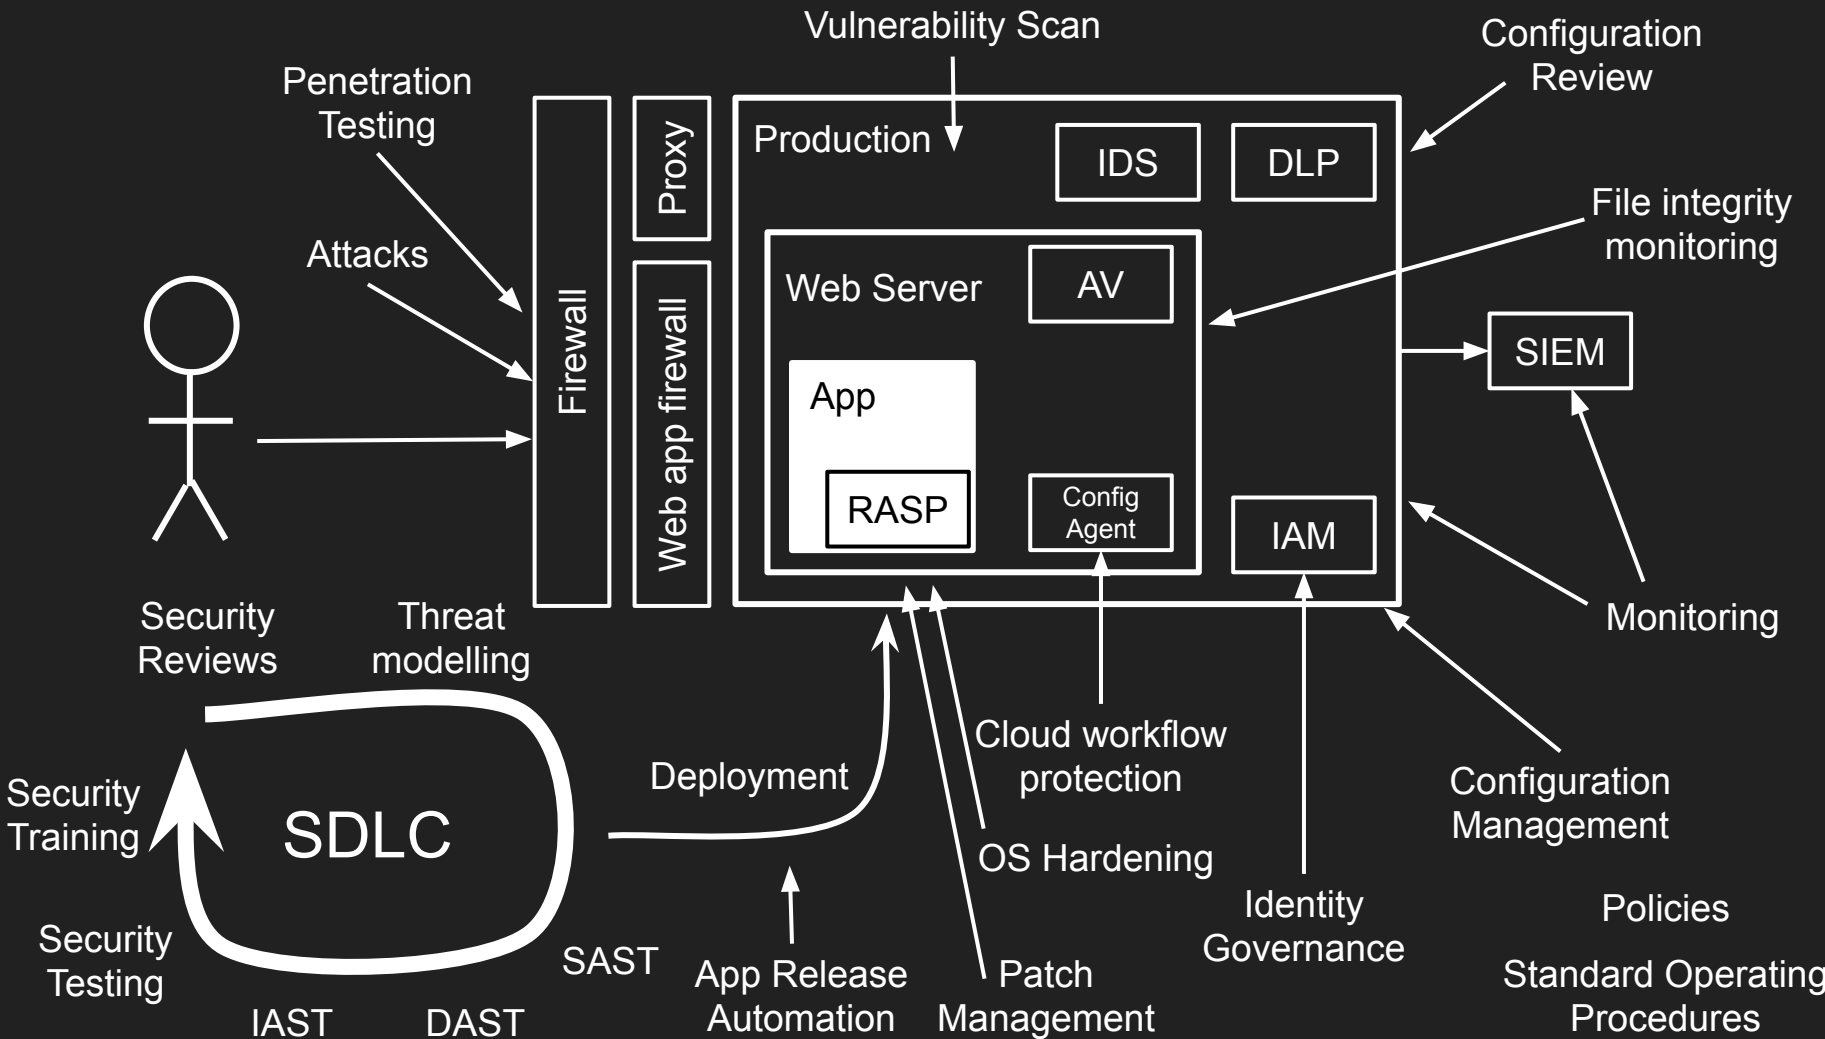 Vulnerability Scan
Configuration
Review
Penetration
Testing
Proxy
Production
IDS
DLP
File integrity
monitoring
Attacks
Firewall
Web app firewall
Web Server
AV
SIEM
App
RASP
Config
Agent
IAM
Security
Reviews
Threat
modelling
Monitoring
Cloud workflow
protection
Deployment
Security
Training
SDLC
Configuration
Management
OS Hardening
Identity
Governance
Policies
Security
Testing
SAST
App Release
Automation
Patch
Management
Standard Operating
Procedures
IAST
DAST